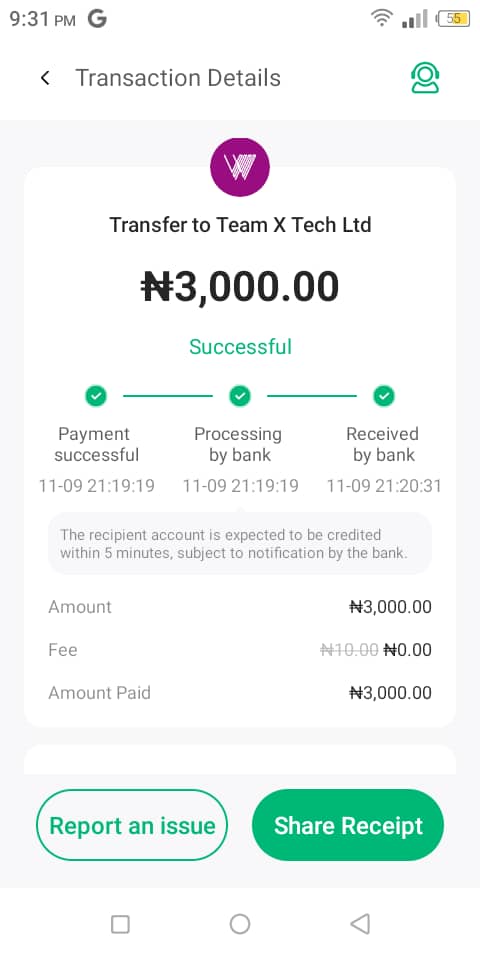 9:31 PM G 55
Transaction Details
W
Transfer to Team X Tech Ltd
₦3,000.00
Successful
Payment successful
Processing by bank
Received by bank
11-09 21:19:19 11-09 21:19:19 11-09 21:20:31
The recipient account is expected to be credited
within 5 minutes, subject to notification by the bank.
Amount ₦3,000.00
Fee ₦10.00 ₦0.00
Amount Paid ₦3,000.00
Report an issue Share Receipt